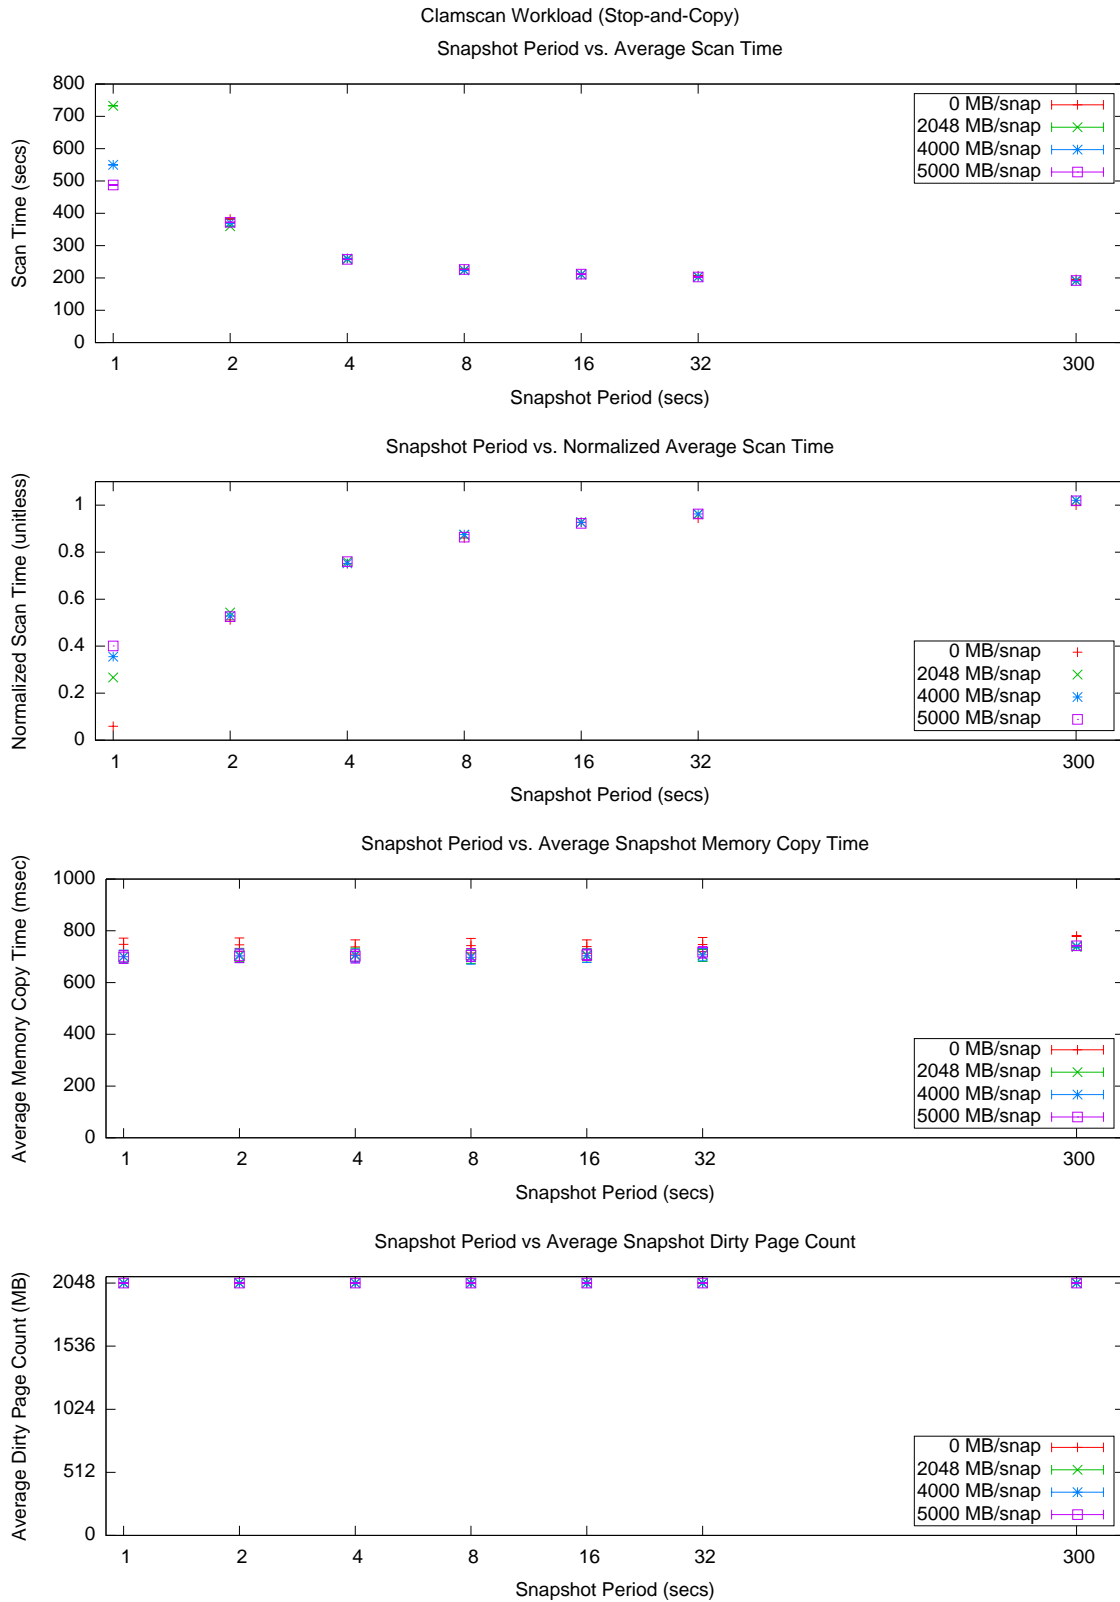 Clamscan Workload (Stop-and-Copy)
Snapshot Period vs. Average Scan Time
Scan Time (secs)
800
700
600
500
400
300
200
100
0
0 MB/snap
2048 MB/snap
4000 MB/snap
5000 MB/snap
1 2 4 8 16 32 300
Snapshot Period (secs)
Snapshot Period vs. Normalized Average Scan Time
Normalized Scan Time (unitless)
1
0.8
0.6
0.4
0.2
0
0 MB/snap
2048 MB/snap
4000 MB/snap
5000 MB/snap
1 2 4 8 16 32 300
Snapshot Period (secs)
Snapshot Period vs. Average Snapshot Memory Copy Time
Average Memory Copy Time (msec)
1000
800
600
400
200
0
0 MB/snap
2048 MB/snap
4000 MB/snap
5000 MB/snap
1 2 4 8 16 32 300
Snapshot Period (secs)
Snapshot Period vs Average Snapshot Dirty Page Count
Average Dirty Page Count (MB)
2048
1536
1024
512
0
0 MB/snap
2048 MB/snap
4000 MB/snap
5000 MB/snap
1 2 4 8 16 32 300
Snapshot Period (secs)